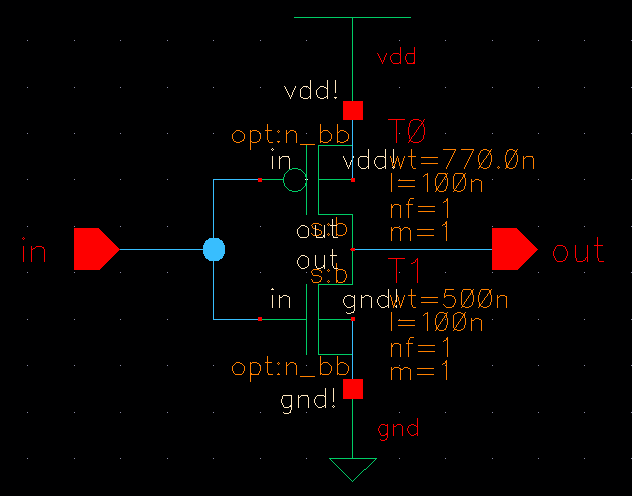 vdd
vdd!
opt:n_bb
T0
in
vdd!
wt=770.0n
l=100n
nf=1
m=1
s:b
out
in
out
out
s:b
T1
in
gnd!
wt=500n
l=100n
nf=1
m=1
opt:n_bb
gnd!
gnd